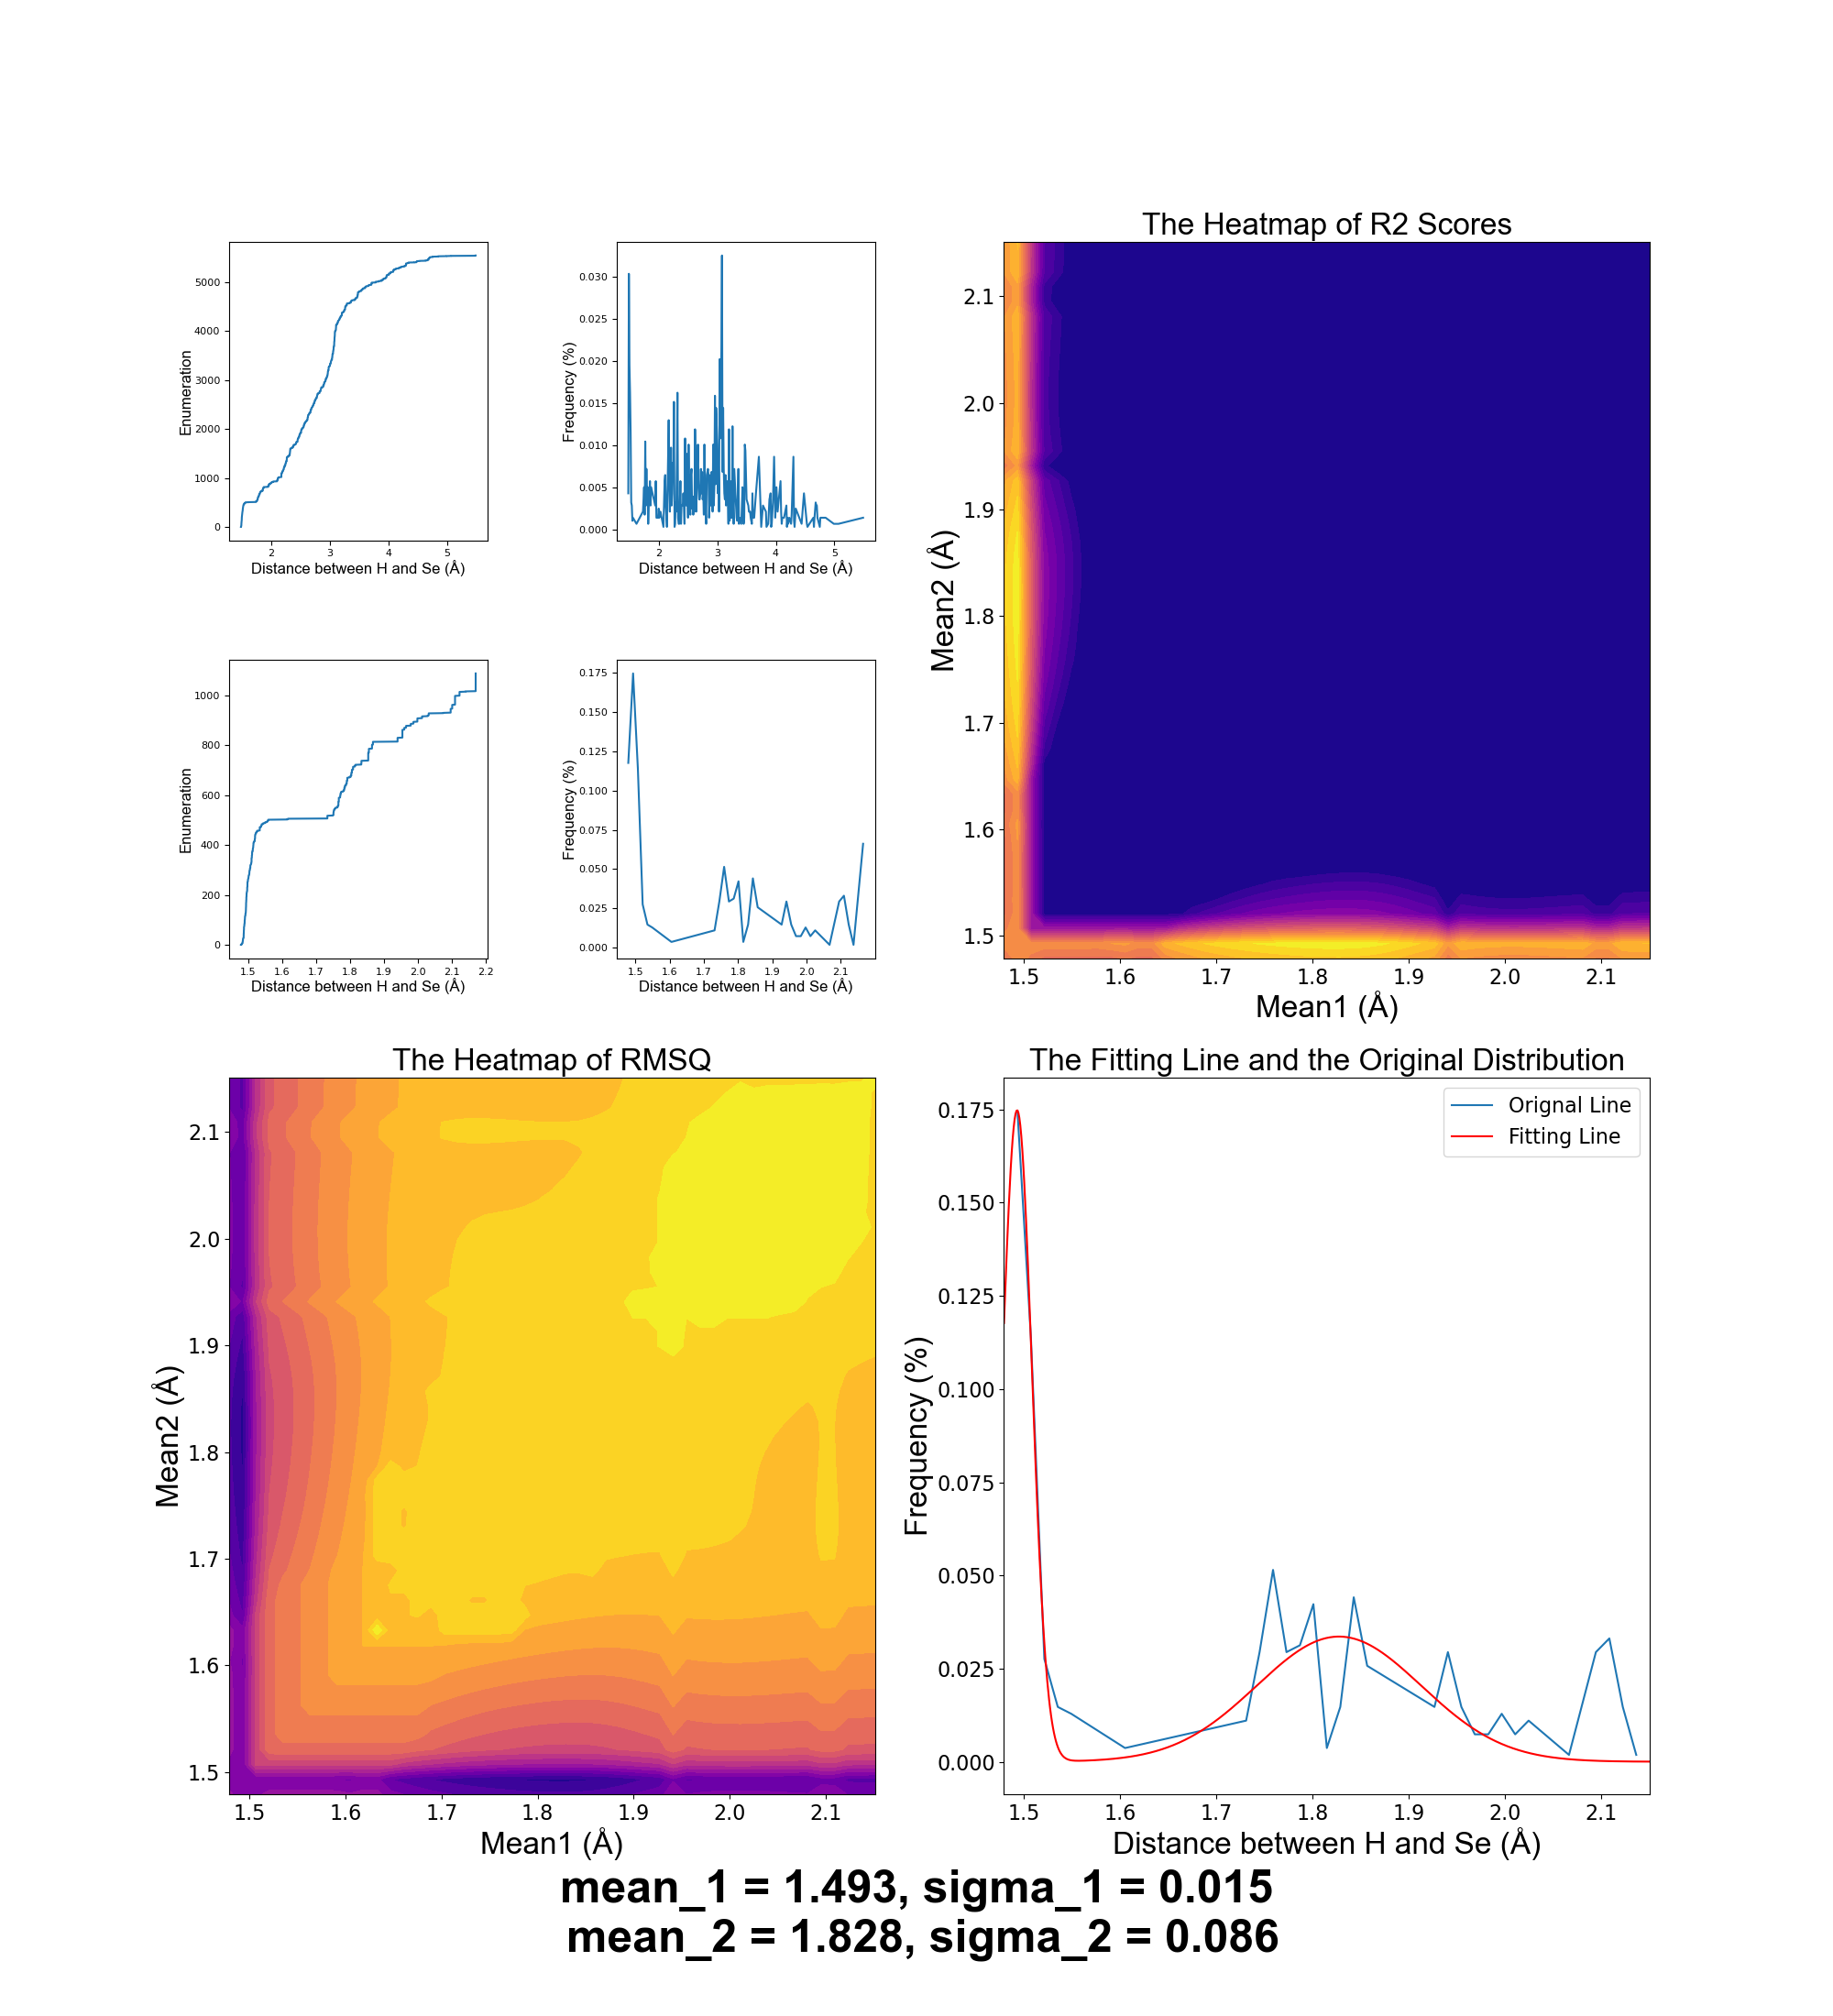 The Heatmap of R2 Scores
5000
4000
3000
2000
1000
0
Enumeration
2 3 4 5
Distance between H and Se (Å)
0.030
0.025
0.020
0.015
0.010
0.005
0.000
Frequency (%)
2 3 4 5
Distance between H and Se (Å)
2.1
2.0
1.9
1.8
1.7
1.6
1.5
Mean2 (Å)
1.5 1.6 1.7 1.8 1.9 2.0 2.1
Mean1 (Å)
1000
800
600
400
200
0
Enumeration
1.5 1.6 1.7 1.8 1.9 2.0 2.1 2.2
Distance between H and Se (Å)
0.175
0.150
0.125
0.100
0.075
0.050
0.025
0.000
Frequency (%)
1.5 1.6 1.7 1.8 1.9 2.0 2.1
Distance between H and Se (Å)
The Heatmap of RMSQ
2.1
2.0
1.9
1.8
1.7
1.6
1.5
Mean2 (Å)
1.5 1.6 1.7 1.8 1.9 2.0 2.1
Mean1 (Å)
The Fitting Line and the Original Distribution
Orignal Line
Fitting Line
0.175
0.150
0.125
0.100
0.075
0.050
0.025
0.000
Frequency (%)
1.5 1.6 1.7 1.8 1.9 2.0 2.1
Distance between H and Se (Å)
mean_1 = 1.493, sigma_1 = 0.015
mean_2 = 1.828, sigma_2 = 0.086